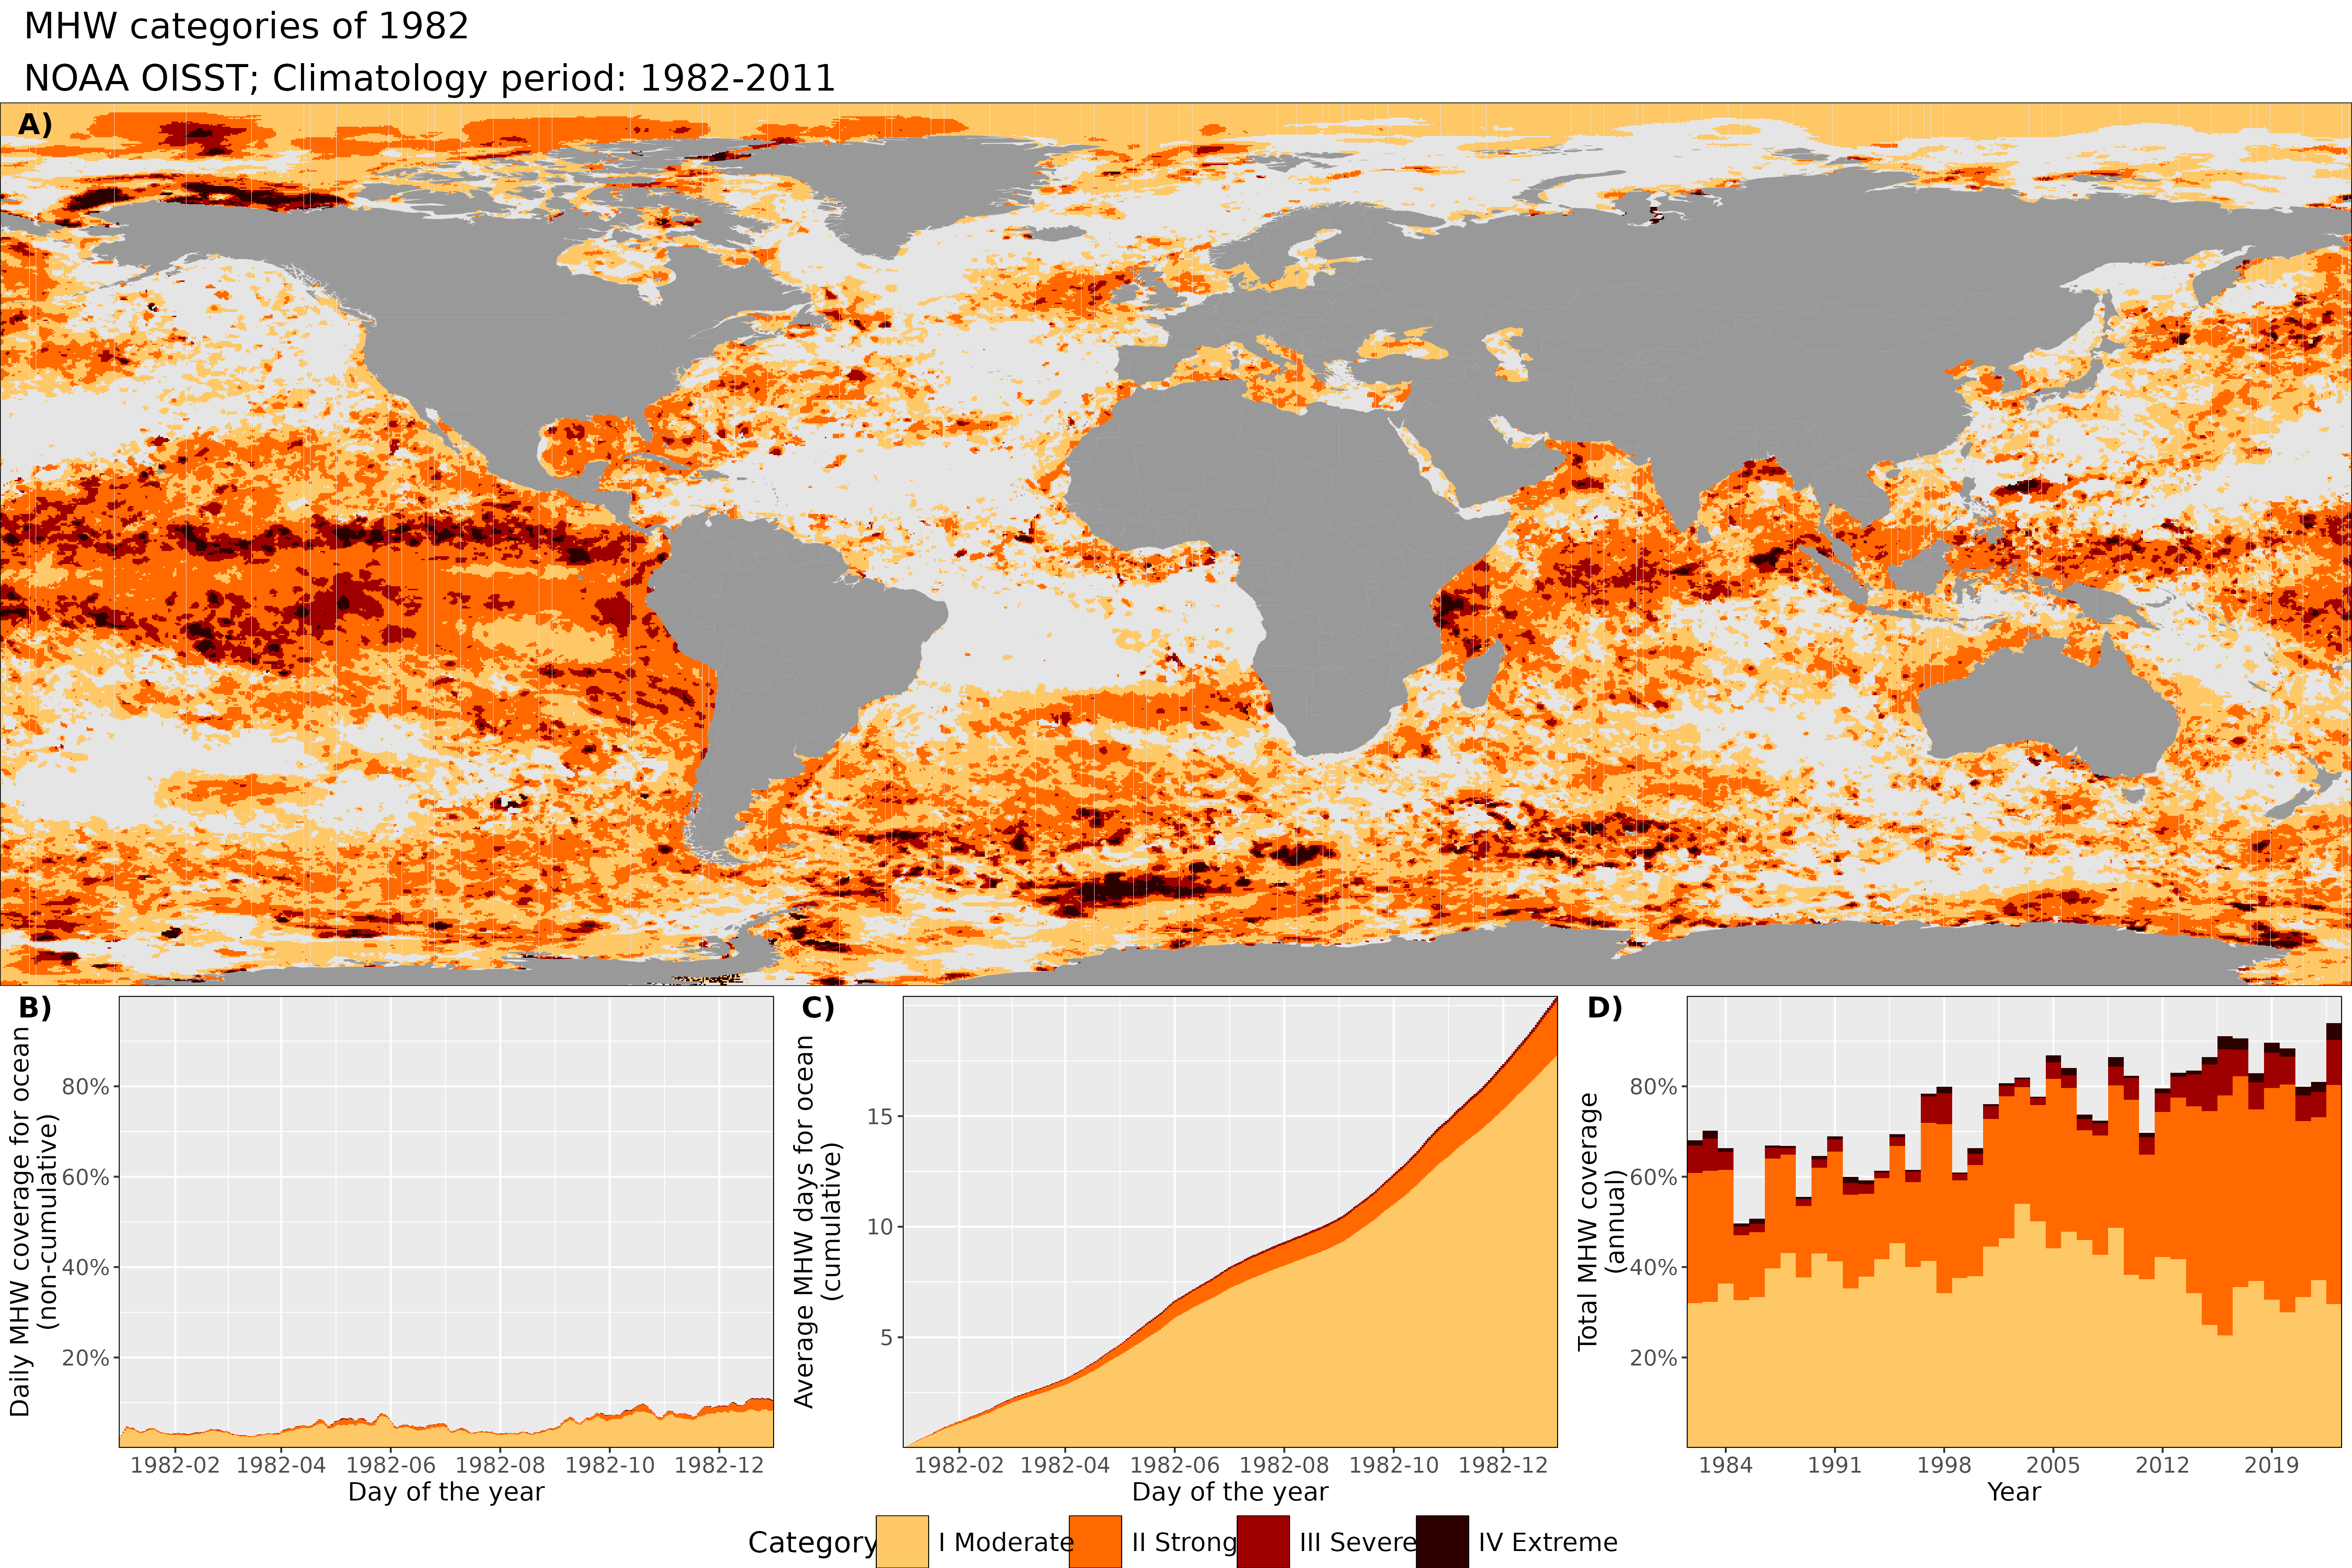 MHW categories of 1982
NOAA OISST; Climatology period: 1982-2011
A)
B)
Daily MHW coverage for ocean
(non-cumulative)
80%
60%
40%
20%
1982-02 1982-04 1982-06 1982-08 1982-10 1982-12
Day of the year
C)
Average MHW days for ocean
(cumulative)
15
10
5
1982-02 1982-04 1982-06 1982-08 1982-10 1982-12
Day of the year
D)
Total MHW coverage
(annual)
80%
60%
40%
20%
1984 1991 1998 2005 2012 2019
Year
Category I Moderate II Strong III Severe IV Extreme